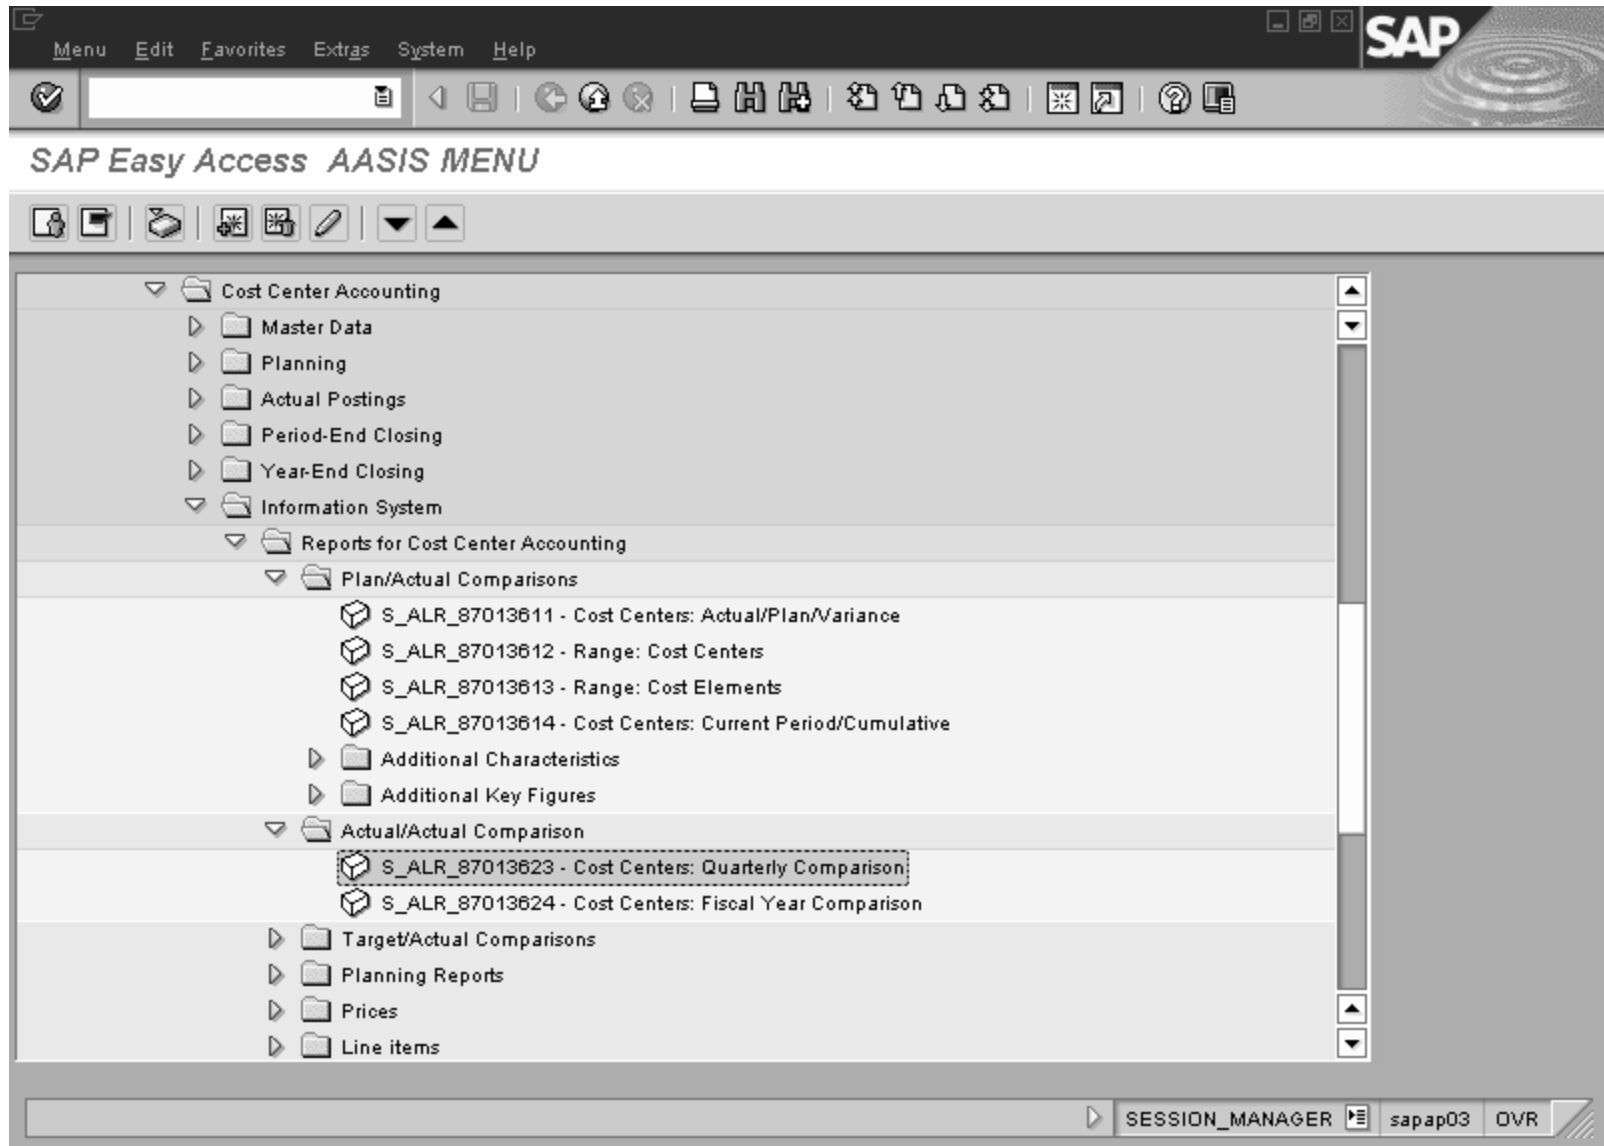 SAP
Menu Edit Favorites Extras System Help
SAP Easy Access AASIS MENU
Cost Center Accounting
Master Data
Planning
Actual Postings
Period-End Closing
Year-End Closing
Information System
Reports for Cost Center Accounting
Plan/Actual Comparisons
S_ALR_87013611 - Cost Centers: Actual/Plan/Variance
S_ALR_87013612 - Range: Cost Centers
S_ALR_87013613 - Range: Cost Elements
S_ALR_87013614 - Cost Centers: Current Period/Cumulative
Additional Characteristics
Additional Key Figures
Actual/Actual Comparison
S_ALR_87013623 - Cost Centers: Quarterly Comparison
S_ALR_87013624 - Cost Centers: Fiscal Year Comparison
Target/Actual Comparisons
Planning Reports
Prices
Line items
SESSION_MANAGER sapap03 OVR